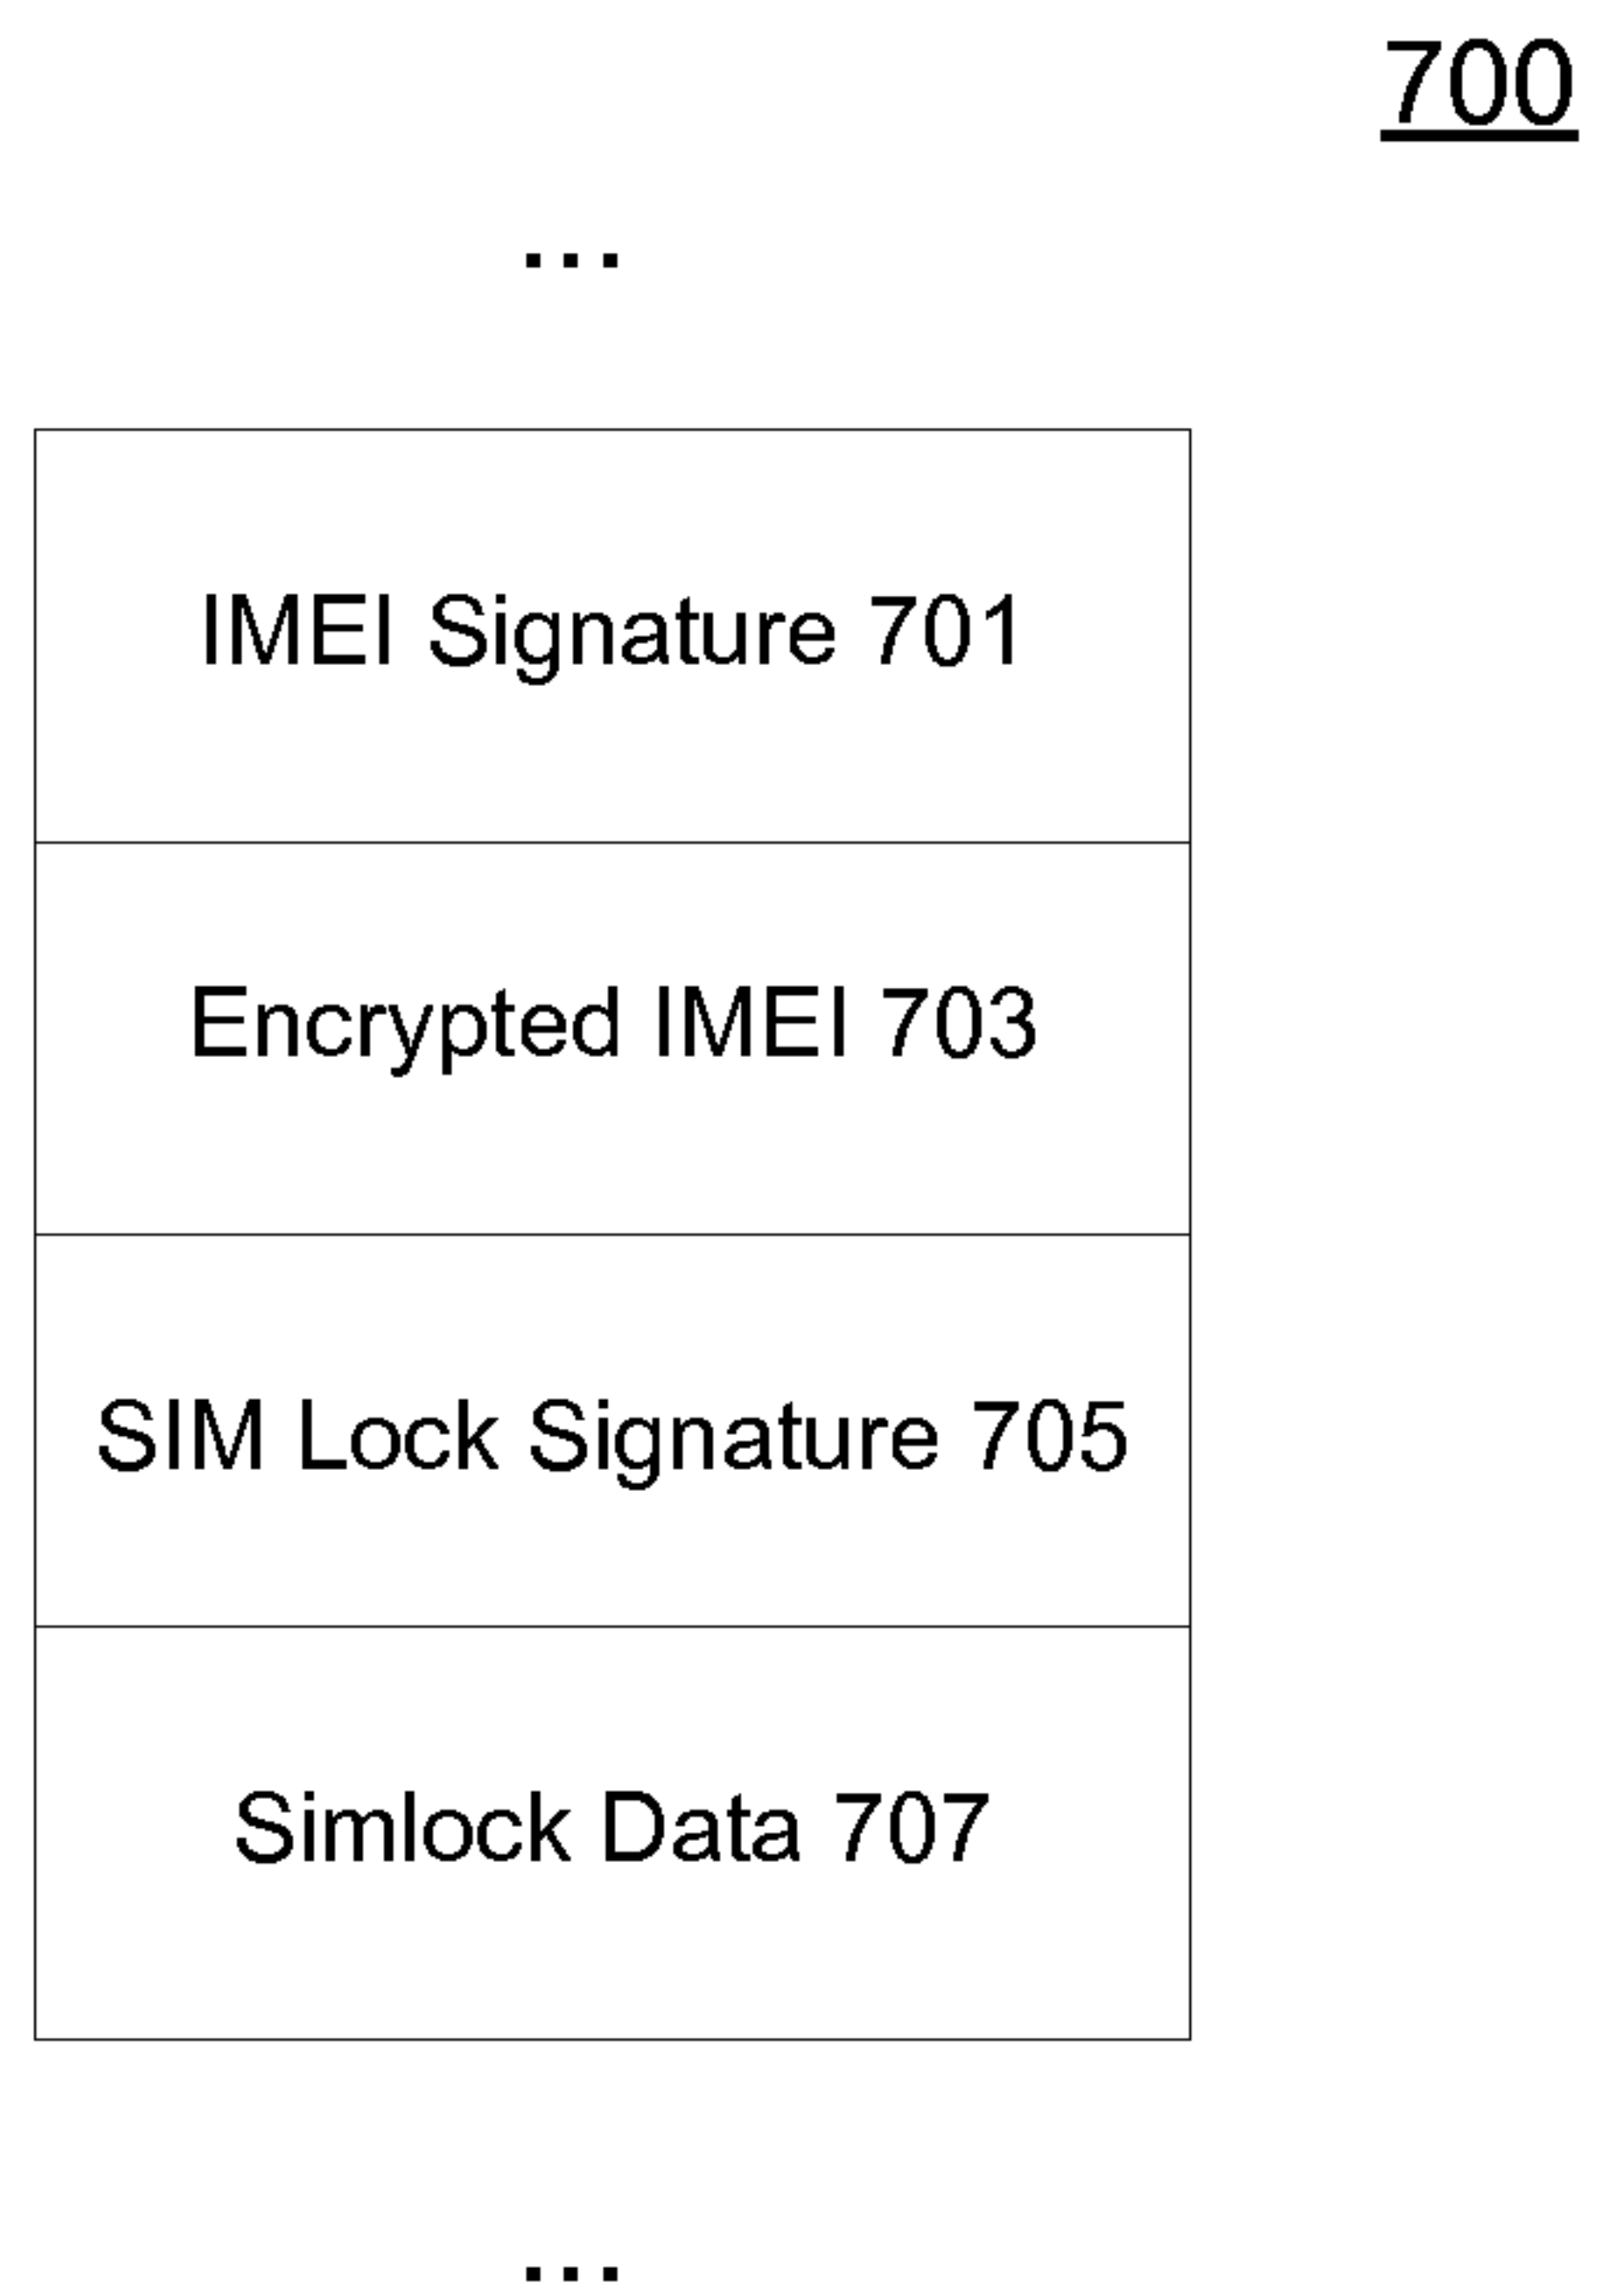 700
...
IMEI Signature 701
Encrypted IMEI 703
SIM Lock Signature 705
Simlock Data 707
...